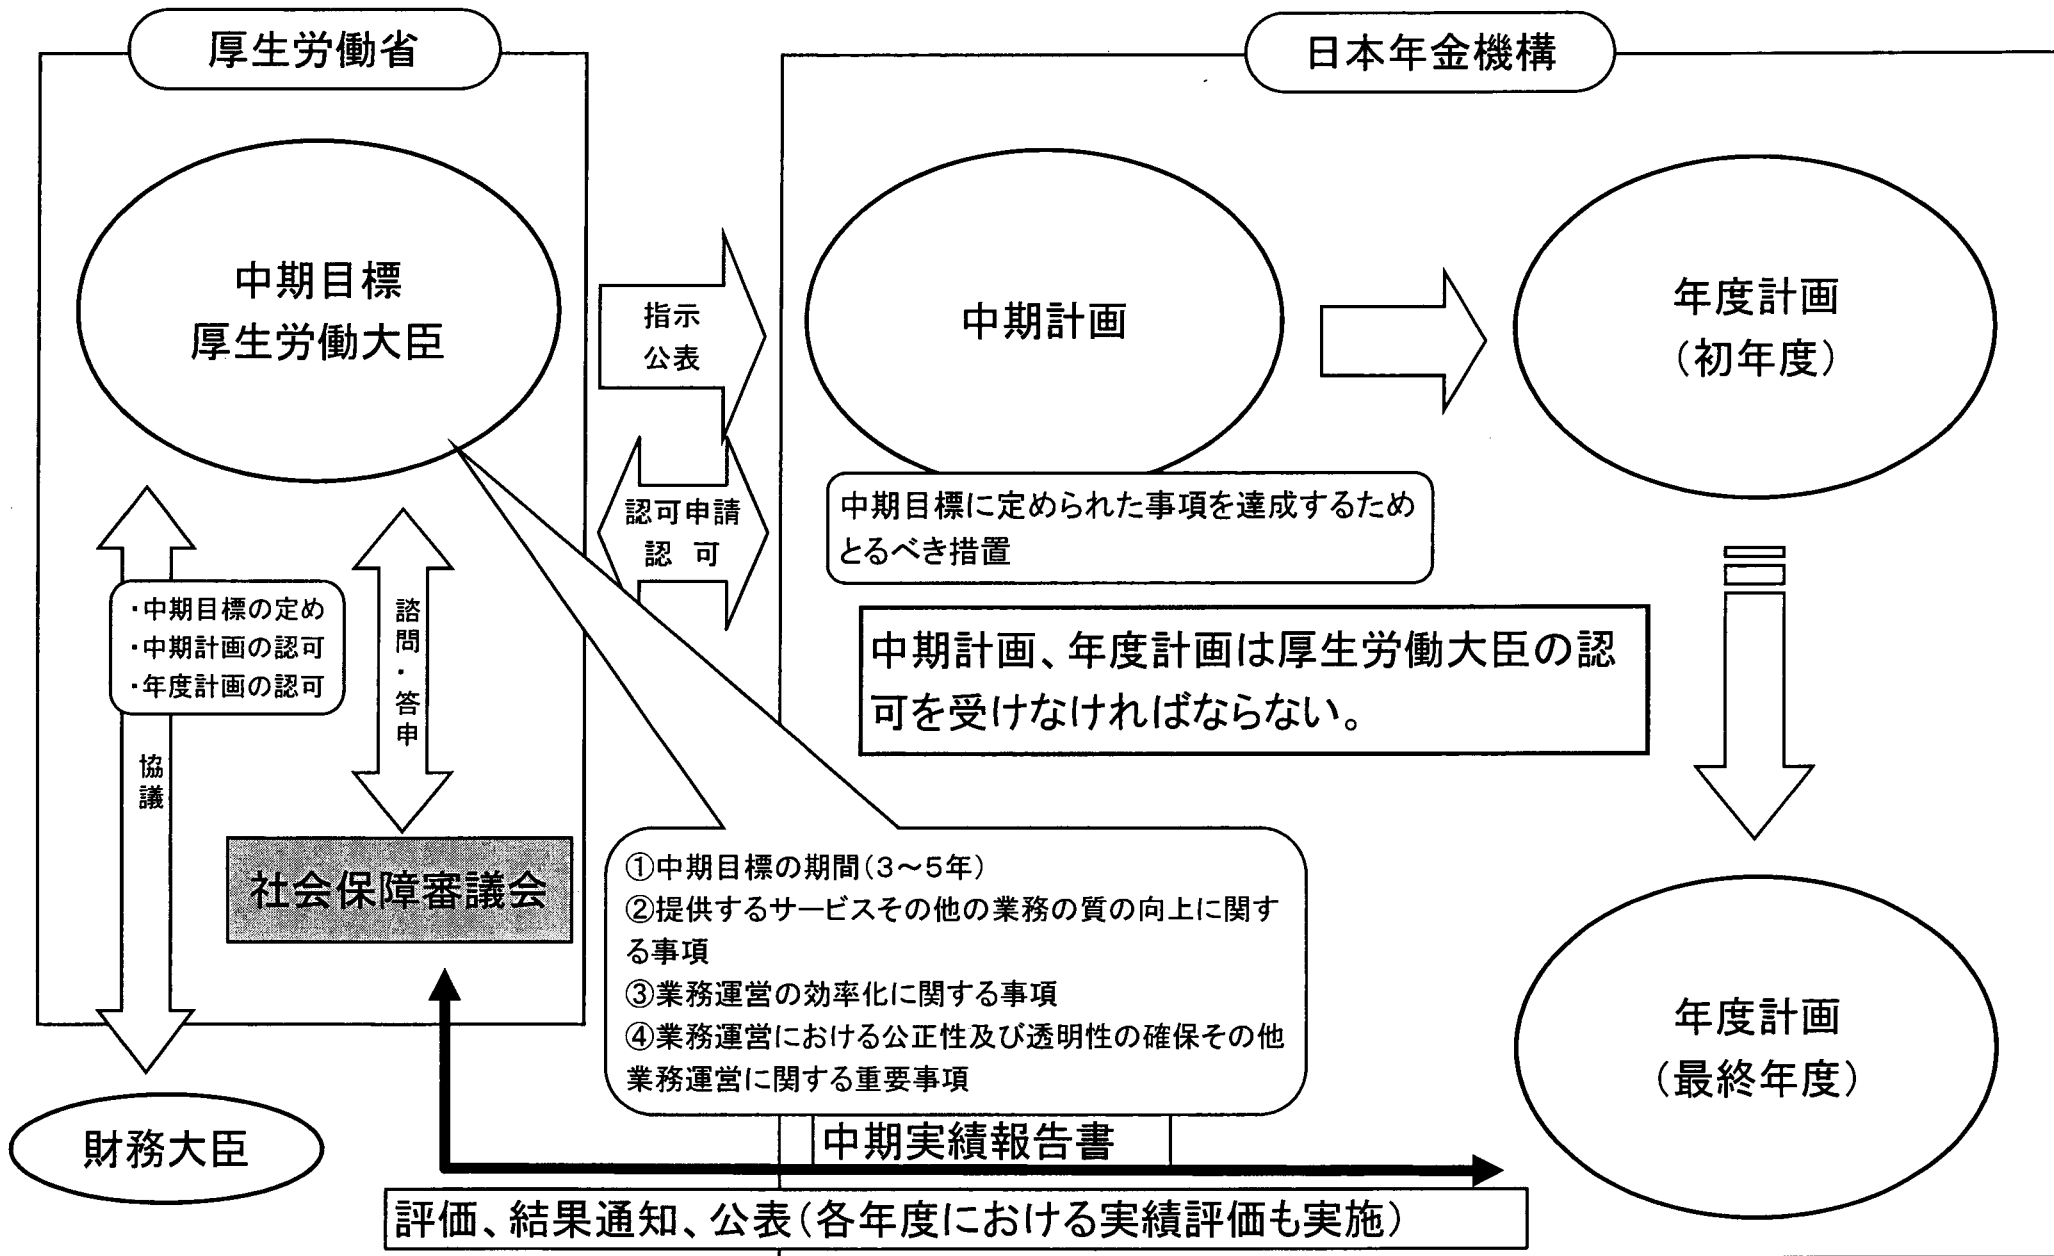 厚生労働省
日本年金機構
中期目標
厚生労働大臣
指示
公表
中期計画
年度計画
（初年度）
認可申請
認 可
中期目標に定められた事項を達成するため
とるべき措置
・中期目標の定め
・中期計画の認可
・年度計画の認可
諮問・答申
中期計画、年度計画は厚生労働大臣の認
可を受けなければならない。
協議
社会保障審議会
①中期目標の期間（３～５年）
②提供するサービスその他の業務の質の向上に関す
る事項
③業務運営の効率化に関する事項
④業務運営における公正性及び透明性の確保その他
業務運営に関する重要事項
年度計画
（最終年度）
財務大臣
中期実績報告書
評価、結果通知、公表（各年度における実績評価も実施）